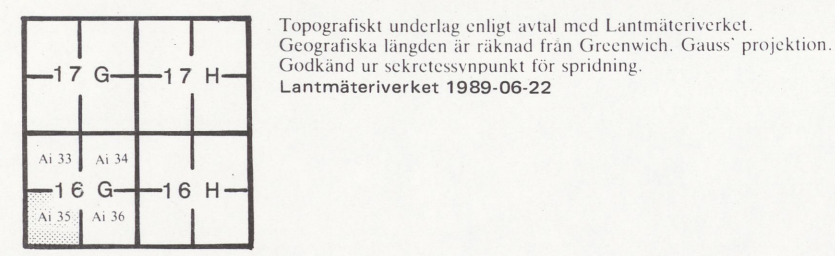 17 G 17 H
Ai 33 Ai 34
16 G 16 H
Ai 35 Ai 36
Topografiskt underlag enligt avtal med Lantmäteriverket.
Geografiska längden är räknad från Greenwich. Gauss' projektion.
Godkänd ur sekretessynpunkt för spridning.
Lantmäteriverket 1989-06-22